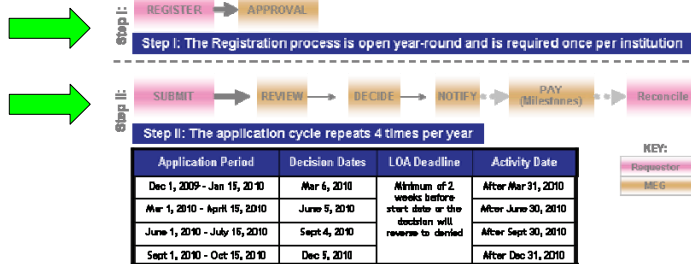 Step I:
REGISTER APPROVAL
Step I: The Registration process is open year-round and is required once per institution
Step II:
SUBMIT REVIEW DECIDE NOTIFY PAY (Milestones) Reconcile
Step II: The application cycle repeats 4 times per year
KEY:
Requestor
MEG
Application Period Decision Dates LOA Deadline Activity Date
Dec 1, 2009 - Jan 15, 2010 Mar 6, 2010 Minimum of 2 weeks before start date or the decision will reverse to denied After Mar 31, 2010
Mar 1, 2010 - April 15, 2010 June 5, 2010 After June 30, 2010
June 1, 2010 - July 15, 2010 Sept 4, 2010 After Sept 30, 2010
Sept 1, 2010 - Oct 15, 2010 Dec 5, 2010 After Dec 31, 2010